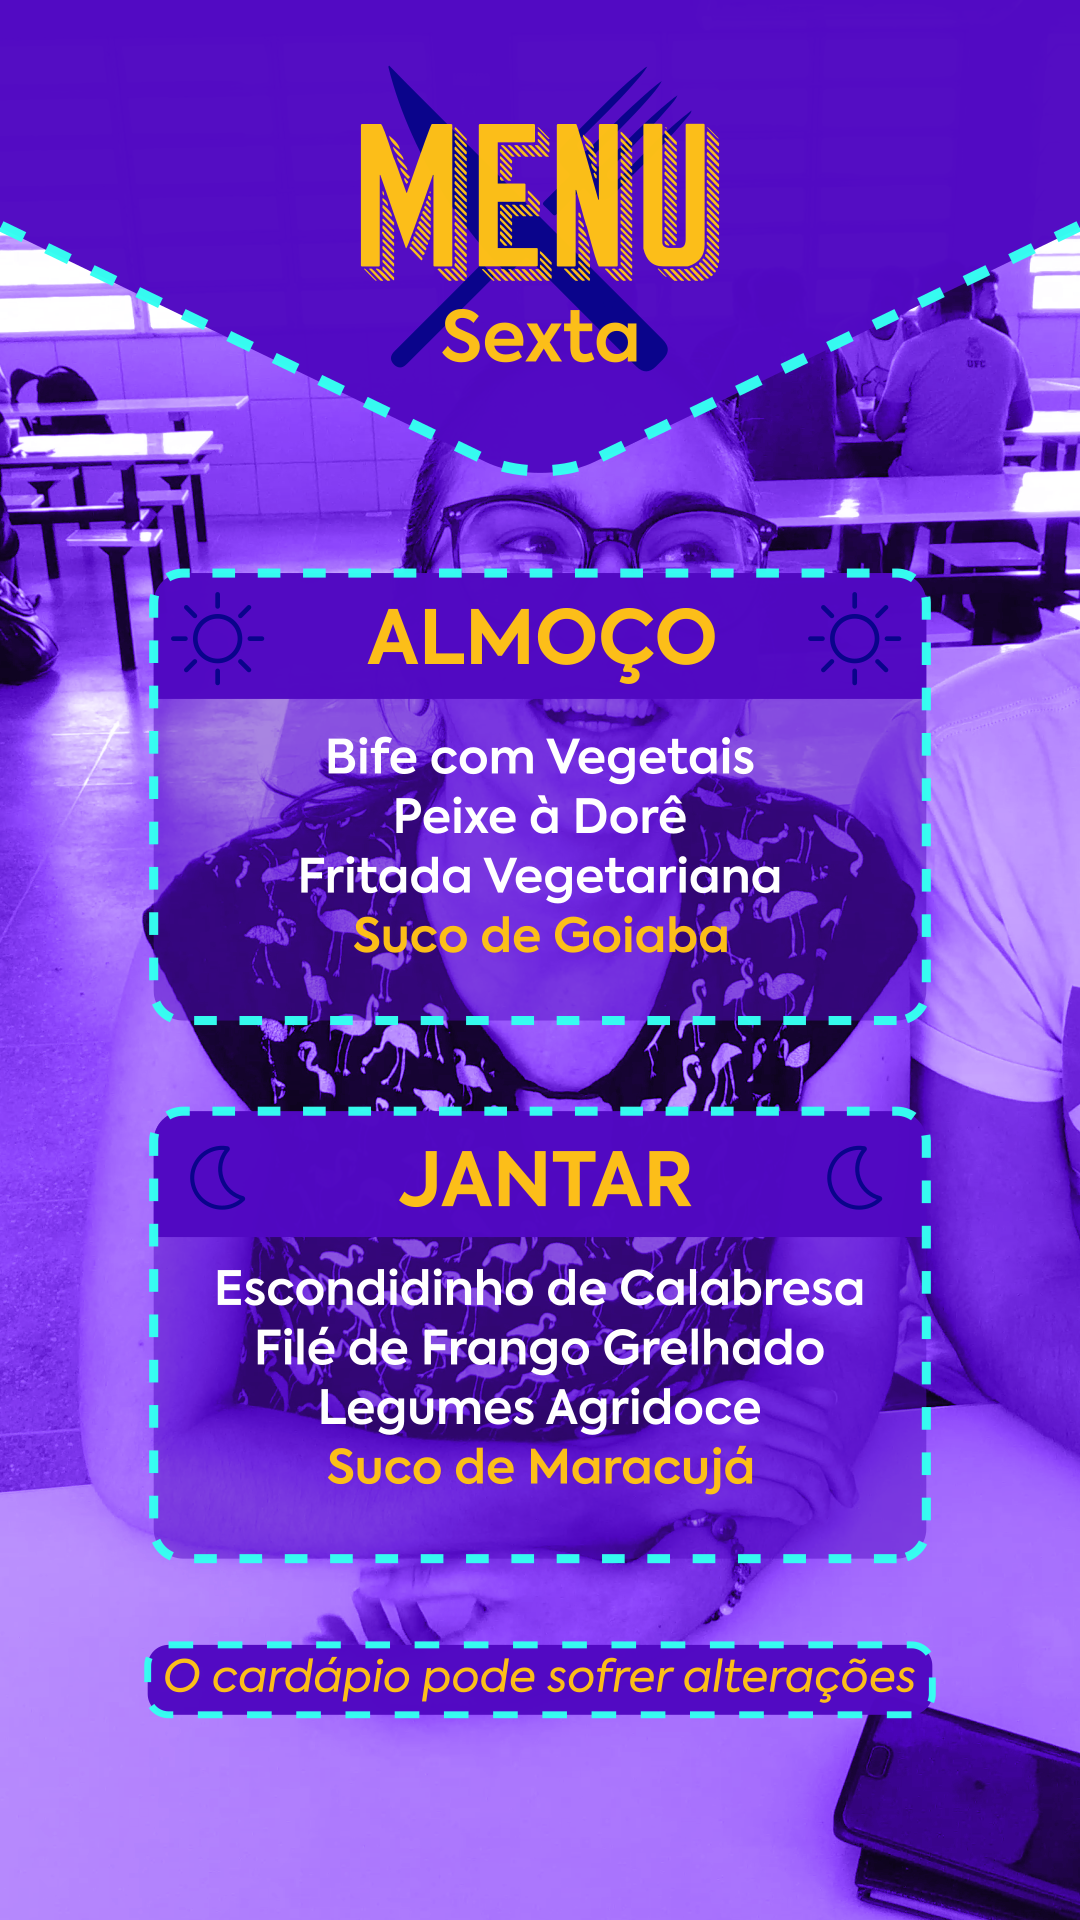 MENU
Sexta
UFC
ALMOÇO
Bife com Vegetais
Peixe à Dorê
Fritada Vegetariana
Suco de Goiaba
JANTAR
Escondidinho de Calabresa
Filé de Frango Grelhado
Legumes Agridoce
Suco de Maracujá
O cardápio pode sofrer alterações